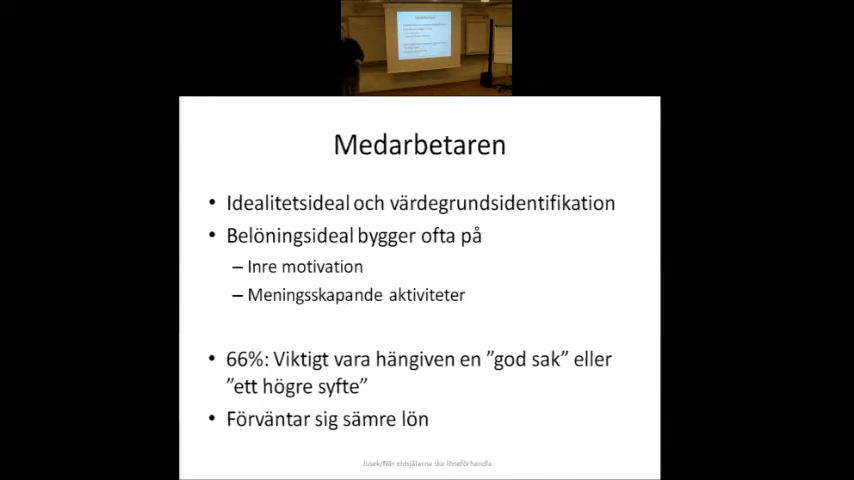 Medarbetaren
• Idealitetsideal och värdegrundsidentifikation
• Belöningsideal bygger ofta på
– Inre motivation
– Meningsskapande aktiviteter
• 66%: Viktigt vara hängiven en ”god sak” eller
”ett högre syfte”
• Förväntar sig sämre lön
Jusek/När eldsjälarna ska löneförhandla